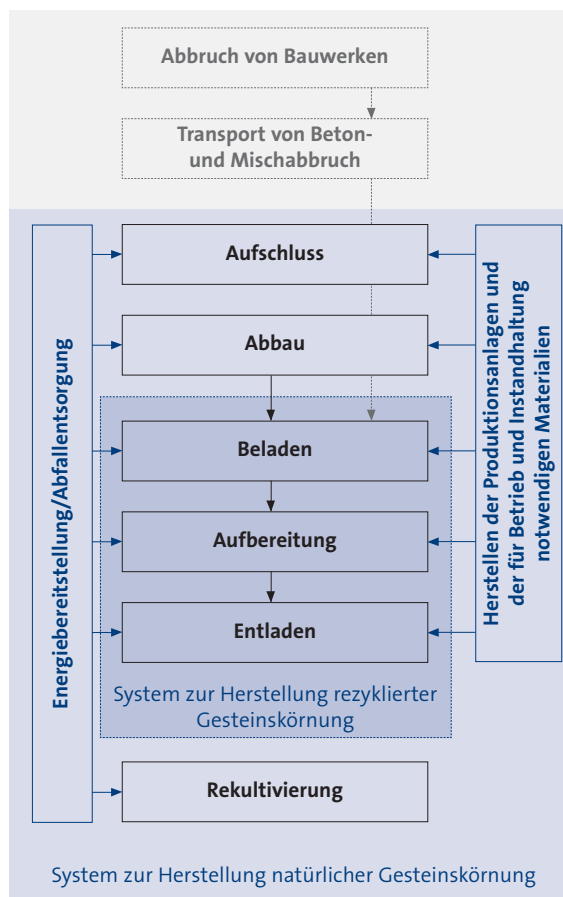 Abbruch von Bauwerken
Transport von Beton-
und Mischabbruch
Energiebereitstellung/Abfallentsorgung
Aufschluss
Abbau
Beladen
Aufbereitung
Entladen
System zur Herstellung rezyklierter
Gesteinskörnung
Herstellen der Produktionsanlagen und
der für Betrieb und Instandhaltung
notwendigen Materialien
Rekultivierung
System zur Herstellung natürlicher Gesteinskörnung